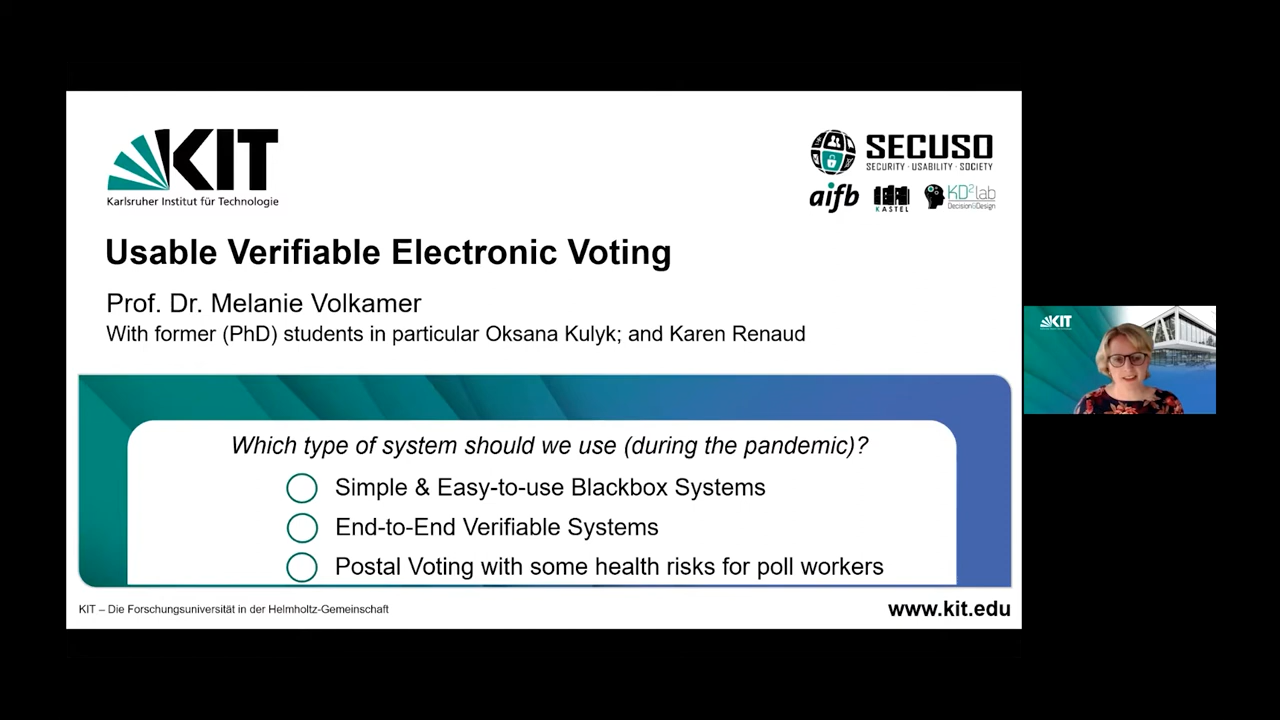 KIT
Karlsruher Institut für Technologie
SECUSO
SECURITY · USABILITY · SOCIETY
aifb
KASTEL
KD²lab
Decision&Design
Usable Verifiable Electronic Voting
Prof. Dr. Melanie Volkamer
With former (PhD) students in particular Oksana Kulyk; and Karen Renaud
KIT
Which type of system should we use (during the pandemic)?
Simple & Easy-to-use Blackbox Systems
End-to-End Verifiable Systems
Postal Voting with some health risks for poll workers
KIT – Die Forschungsuniversität in der Helmholtz-Gemeinschaft
www.kit.edu